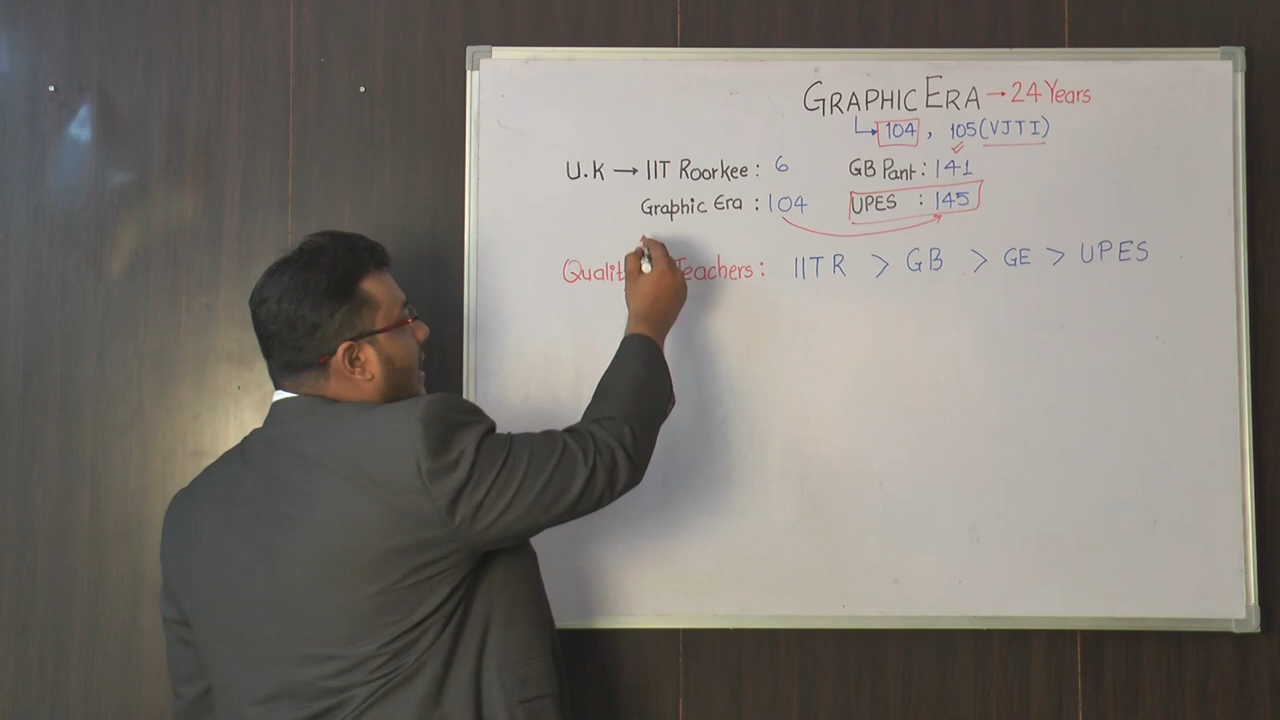 GRAPHIC ERA → 24 Years
↳ 104 , 105 (VJTI)
U.K → IIT Roorkee : 6 GB Pant : 141
Graphic Era : 104 UPES : 145
Teachers : IITR > GB > GE > UPES